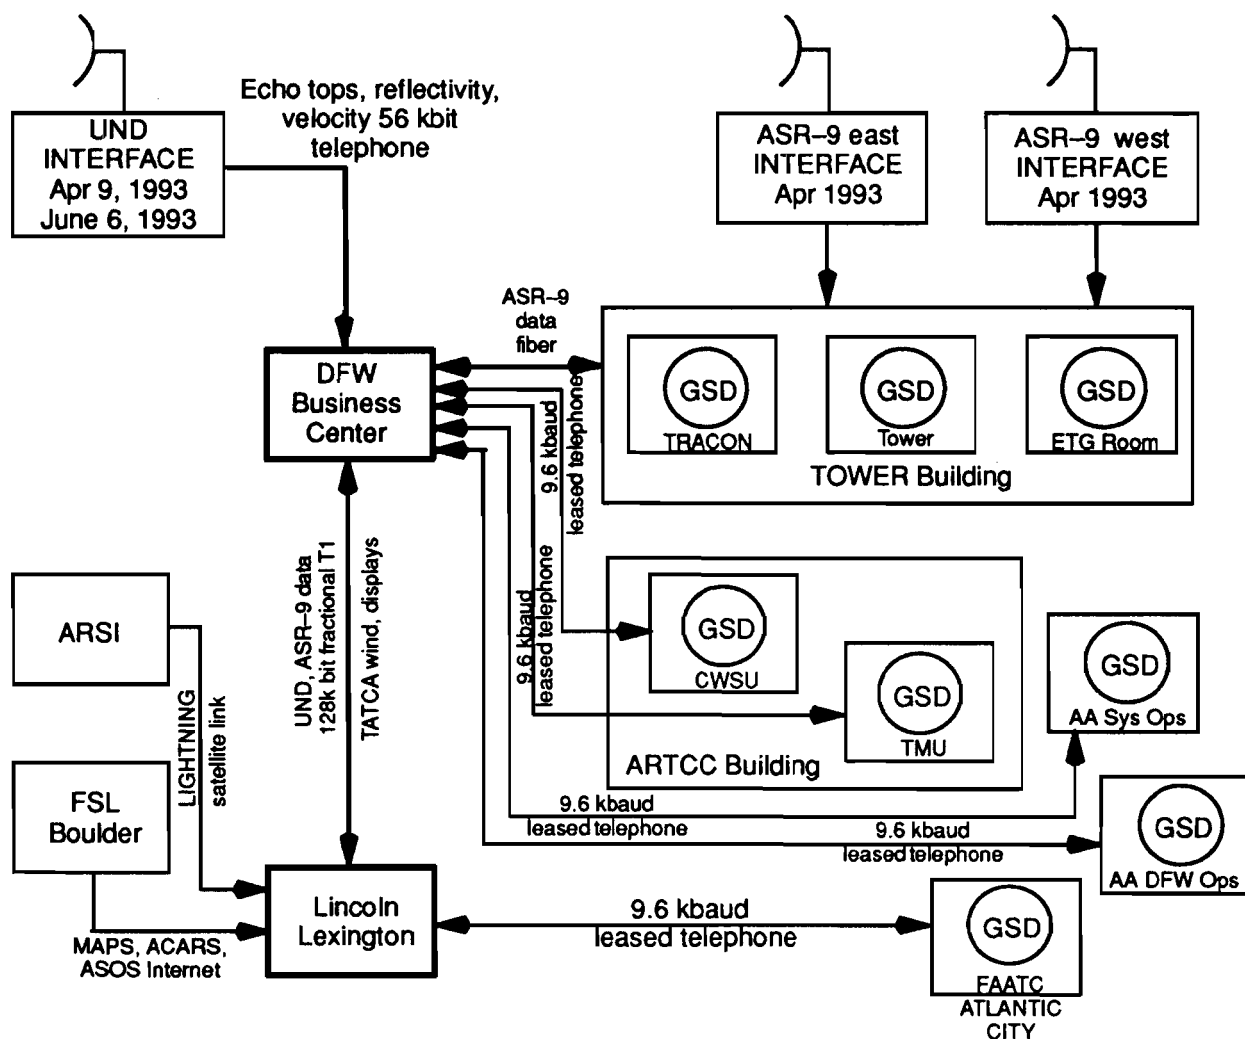 Echo tops, reflectivity,
velocity 56 kbit
telephone
UND
INTERFACE
Apr 9, 1993
June 6, 1993
ASR–9 east
INTERFACE
Apr 1993
ASR–9 west
INTERFACE
Apr 1993
ASR–9
data
fiber
DFW
Business
Center
GSD
TRACON
GSD
Tower
GSD
ETG Room
TOWER Building
9.6 kbaud
leased telephone
9.6 kbaud
leased telephone
UND, ASR–9 data
128k bit fractional T1
TATCA wind, displays
ARSI
LIGHTNING
satellite link
FSL
Boulder
GSD
CWSU
GSD
TMU
ARTCC Building
GSD
AA Sys Ops
9.6 kbaud
leased telephone
9.6 kbaud
leased telephone
GSD
AA DFW Ops
Lincoln
Lexington
MAPS, ACARS,
ASOS Internet
9.6 kbaud
leased telephone
GSD
FAATC
ATLANTIC
CITY